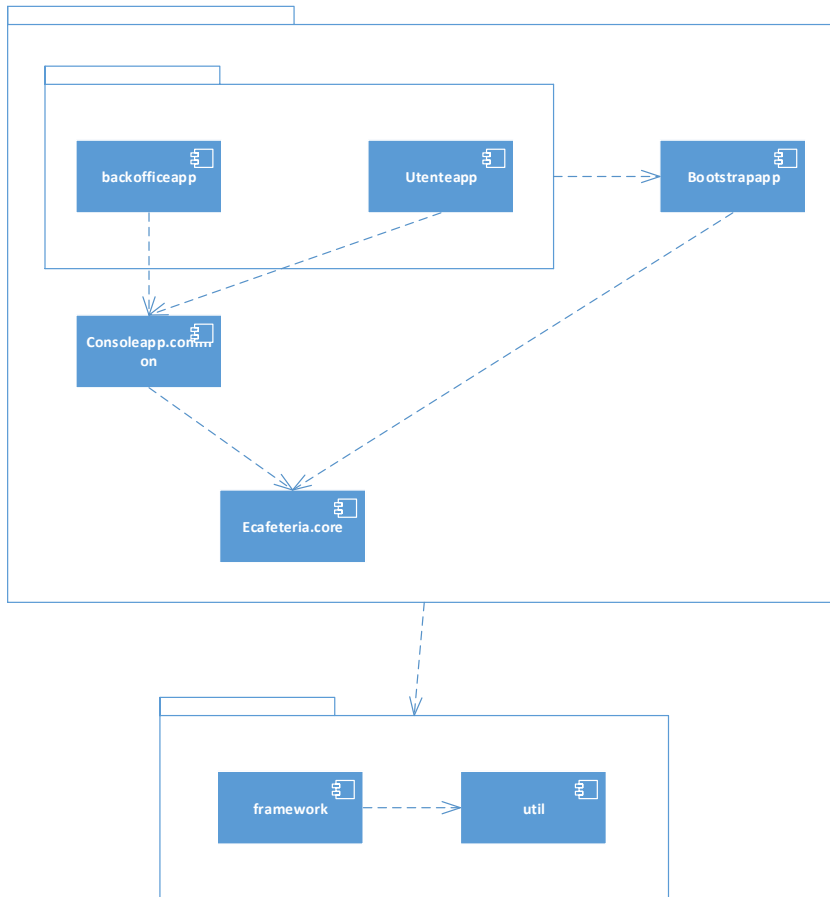 backofficeapp
Utenteapp
Bootstrapapp
Consoleapp.comm
on
Ecafeteria.core
framework
util